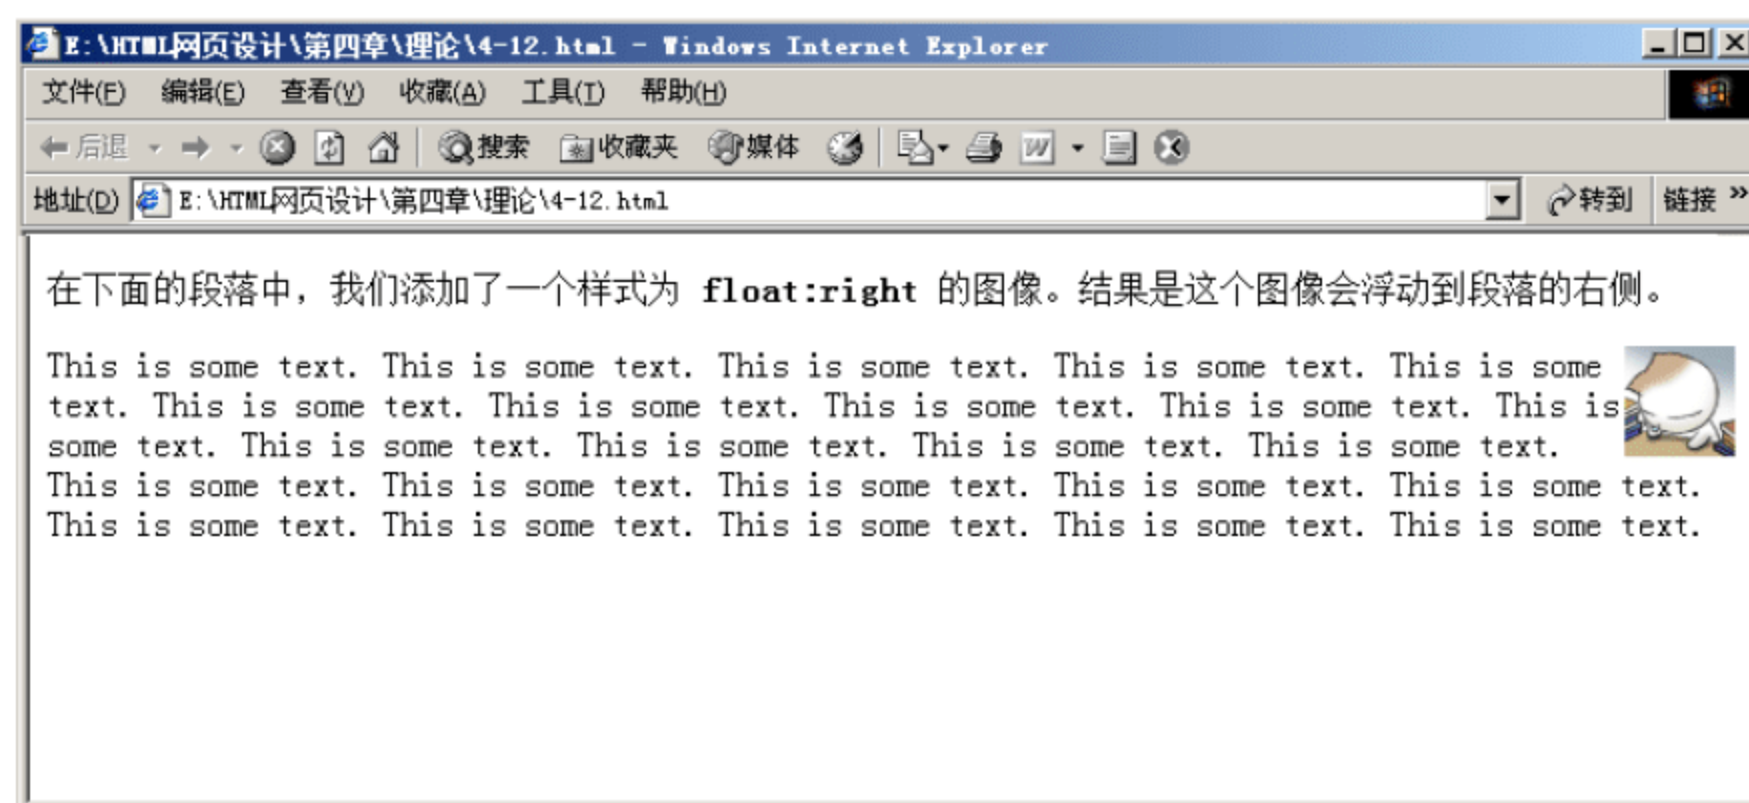 E:\HTML网页设计\第四章\理论\4-12.html - Windows Internet Explorer
文件(F) 编辑(E) 查看(V) 收藏(A) 工具(T) 帮助(H)
后退 搜索 收藏夹 媒体
地址(D) E:\HTML网页设计\第四章\理论\4-12.html 转到 链接 »
在下面的段落中，我们添加了一个样式为 float:right 的图像。结果是这个图像会浮动到段落的右侧。
This is some text. This is some text. This is some text. This is some text. This is some
text. This is some text. This is some text. This is some text. This is some text. This is
some text. This is some text. This is some text. This is some text. This is some text.
This is some text. This is some text. This is some text. This is some text. This is some text.
This is some text. This is some text. This is some text. This is some text. This is some text.